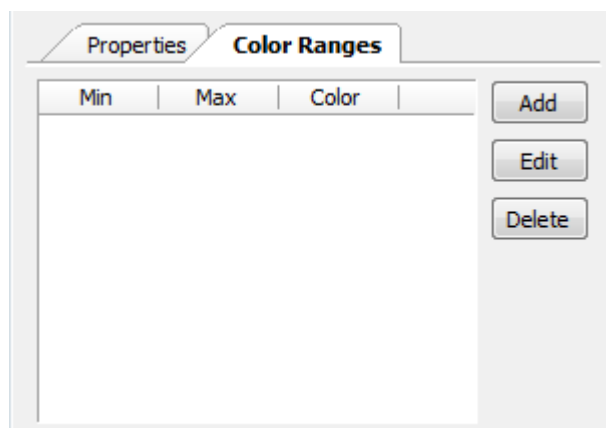 Properties Color Ranges
Min Max Color
Add
Edit
Delete